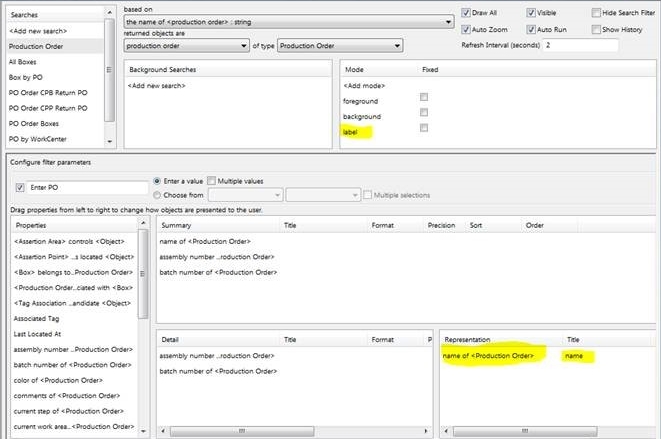 Searches
<Add new search>
Production Order
All Boxes
Box by PO
PO Order CPB Return PO
PO Order CPP Return PO
PO Order Boxes
PO by WorkCenter
based on
the name of <production order> : string
returned objects are
production order
of type
Production Order
Draw All
Visible
Hide Search Filter
Auto Zoom
Auto Run
Show History
Refresh Interval (seconds) 2
Background Searches
<Add new search>
Mode Fixed
<Add mode>
foreground
background
label
Configure filter parameters
Enter PO
Enter a value
Multiple values
Choose from
Multiple selections
Drag properties from left to right to change how objects are presented to the user.
Properties
<Assertion Area> controls <Object>
<Assertion Point> ...s located <Object>
<Box> belongs to...Production Order>
<Production Order...ciated with <Box>
<Tag Association ...andidate <Object>
Associated Tag
Last Located At
assembly number ...roduction Order>
batch number of <Production Order>
color of <Production Order>
comments of <Production Order>
current step of <Production Order>
current work area...<Production Order>
Summary Title Format Precision Sort Order
name of <Production Order>
assembly number ...roduction Order>
batch number of <Production Order>
Detail Title Format P
assembly number ...roduction Order>
batch number of <Production Order>
Representation Title
name of <Production Order> name